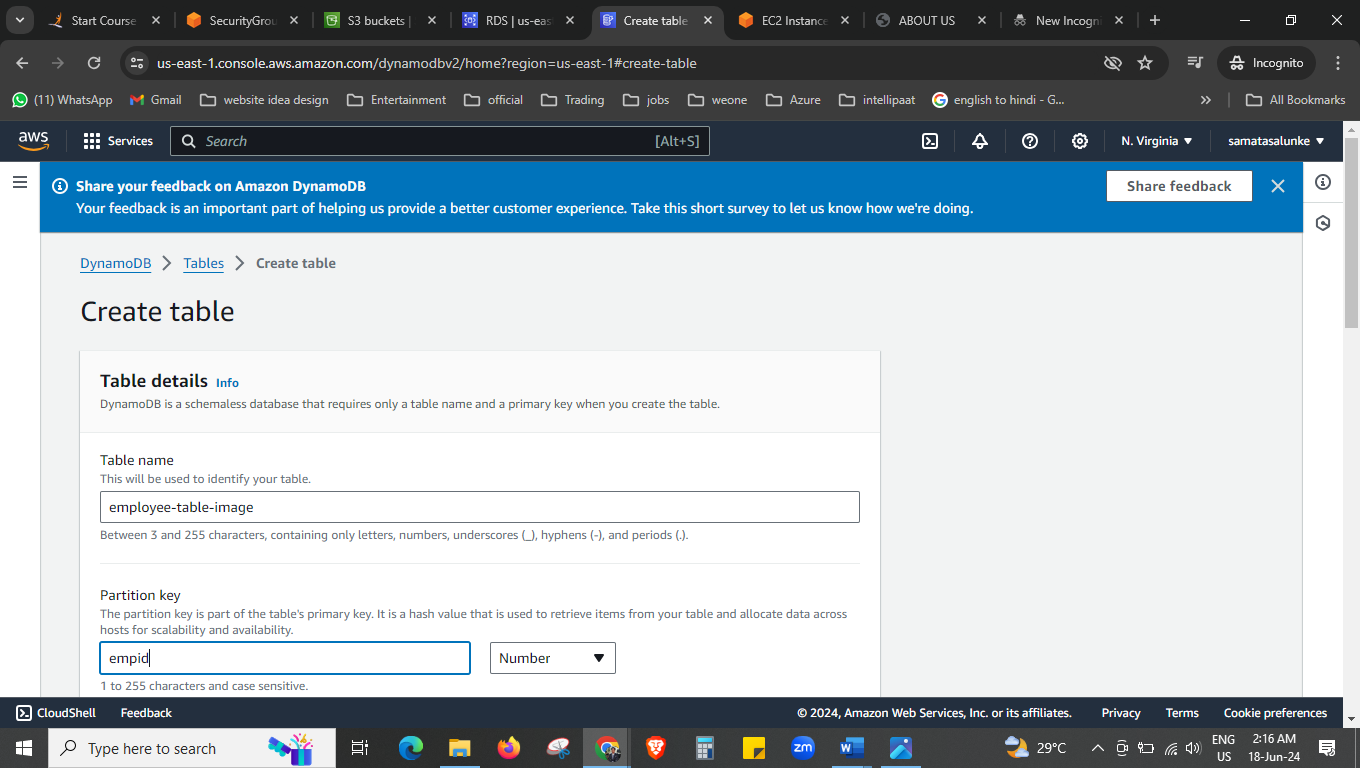 Start Course
SecurityGrou
S3 buckets |
RDS | us-eas
Create table
EC2 Instance
ABOUT US
New Incogni
us-east-1.console.aws.amazon.com/dynamodbv2/home?region=us-east-1#create-table
Incognito
(11) WhatsApp
Gmail
website idea design
Entertainment
official
Trading
jobs
weone
Azure
intellipaat
english to hindi - G...
All Bookmarks
aws
Services
Search
[Alt+S]
N. Virginia
samatasalunke
Share your feedback on Amazon DynamoDB
Your feedback is an important part of helping us provide a better customer experience. Take this short survey to let us know how we're doing.
Share feedback
DynamoDB
Tables
Create table
Create table
Table details Info
DynamoDB is a schemaless database that requires only a table name and a primary key when you create the table.
Table name
This will be used to identify your table.
employee-table-image
Between 3 and 255 characters, containing only letters, numbers, underscores (_), hyphens (-), and periods (.).
Partition key
The partition key is part of the table's primary key. It is a hash value that is used to retrieve items from your table and allocate data across
hosts for scalability and availability.
empid
Number
1 to 255 characters and case sensitive.
CloudShell
Feedback
© 2024, Amazon Web Services, Inc. or its affiliates.
Privacy
Terms
Cookie preferences
Type here to search
zm
29°C
ENG
US
2:16 AM
18-Jun-24